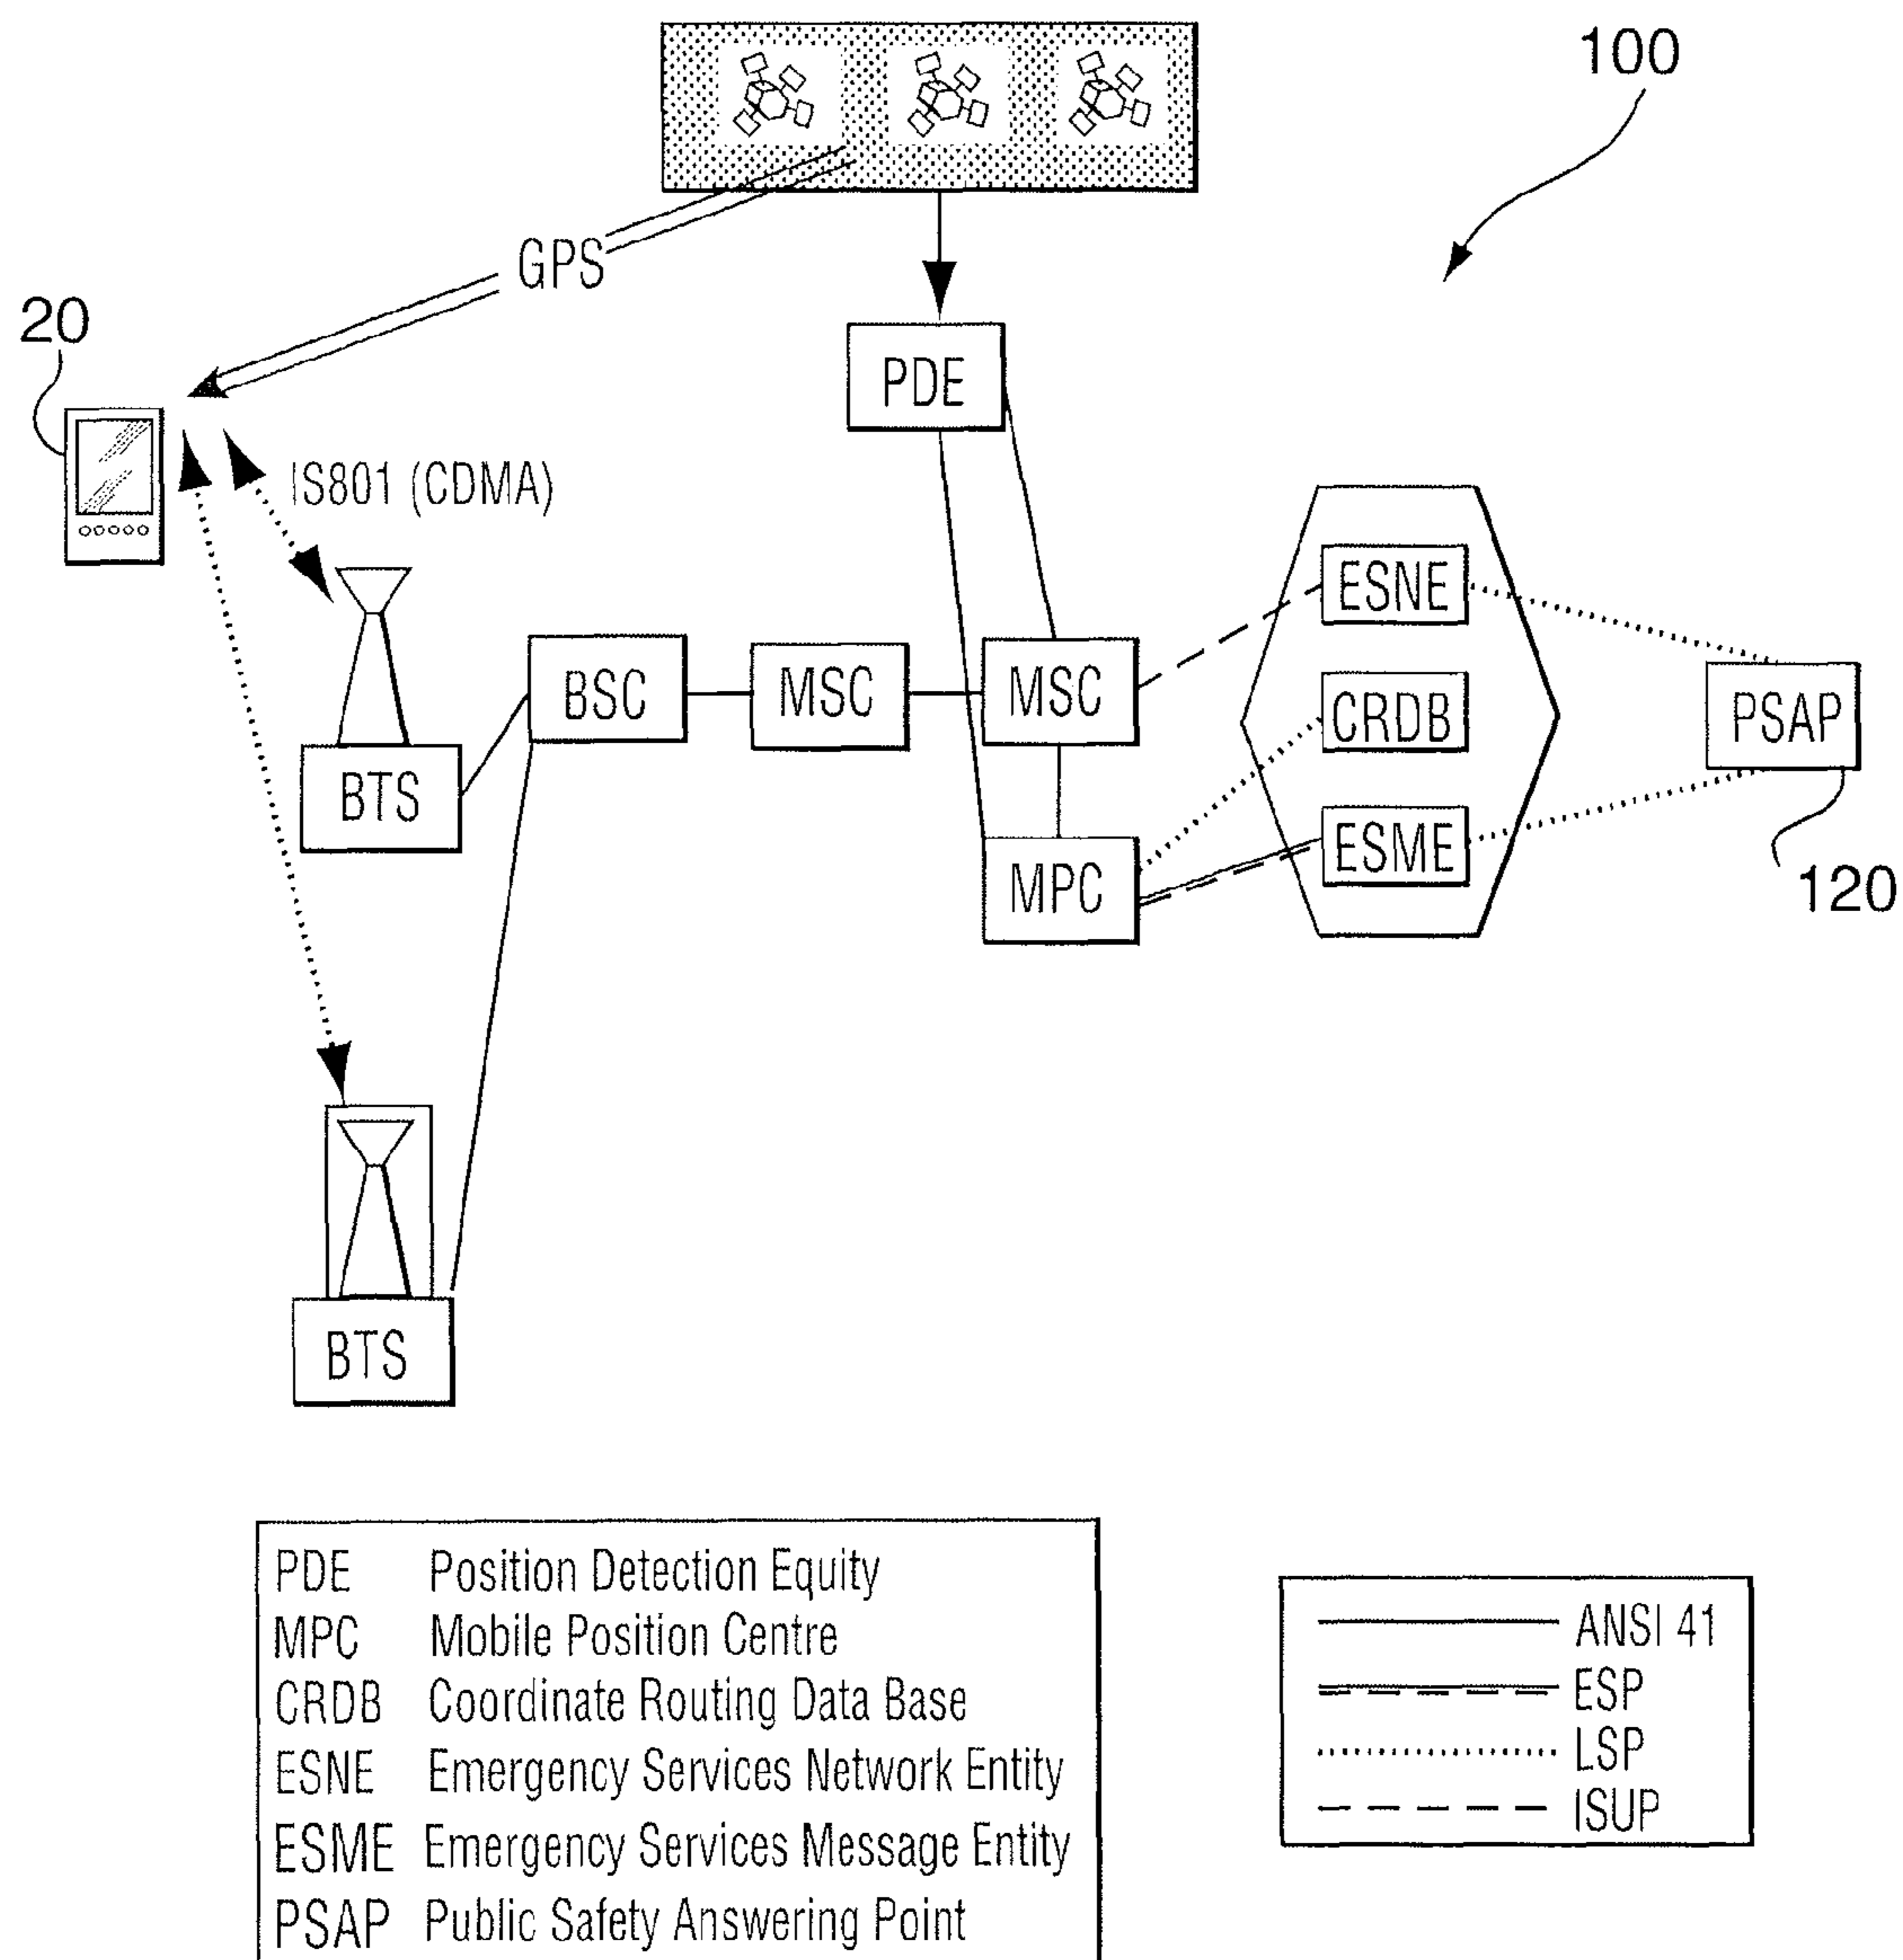 100
GPS
20
PDE
IS801 (CDMA)
ESNE
BSC
MSC
MSC
CRDB
PSAP
BTS
MPC
ESME
120
BTS
PDE Position Detection Equity
MPC Mobile Position Centre
CRDB Coordinate Routing Data Base
ESNE Emergency Services Network Entity
ESME Emergency Services Message Entity
PSAP Public Safety Answering Point
ANSI 41
ESP
LSP
ISUP